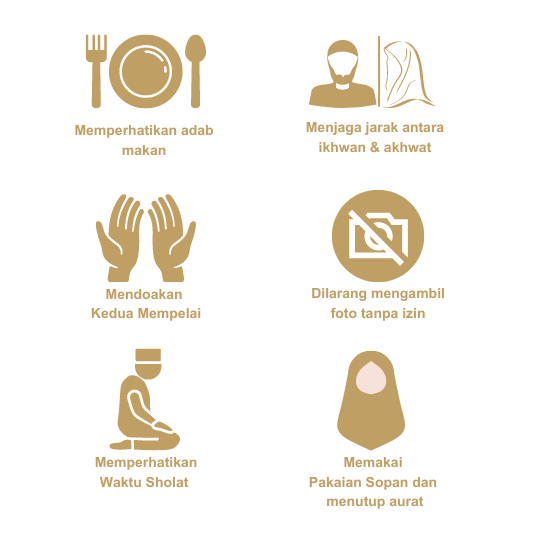 Memperhatikan adab
makan
Menjaga jarak antara
ikhwan & akhwat
Mendoakan
Kedua Mempelai
Dilarang mengambil
foto tanpa izin
Memperhatikan
Waktu Sholat
Memakai
Pakaian Sopan dan
menutup aurat